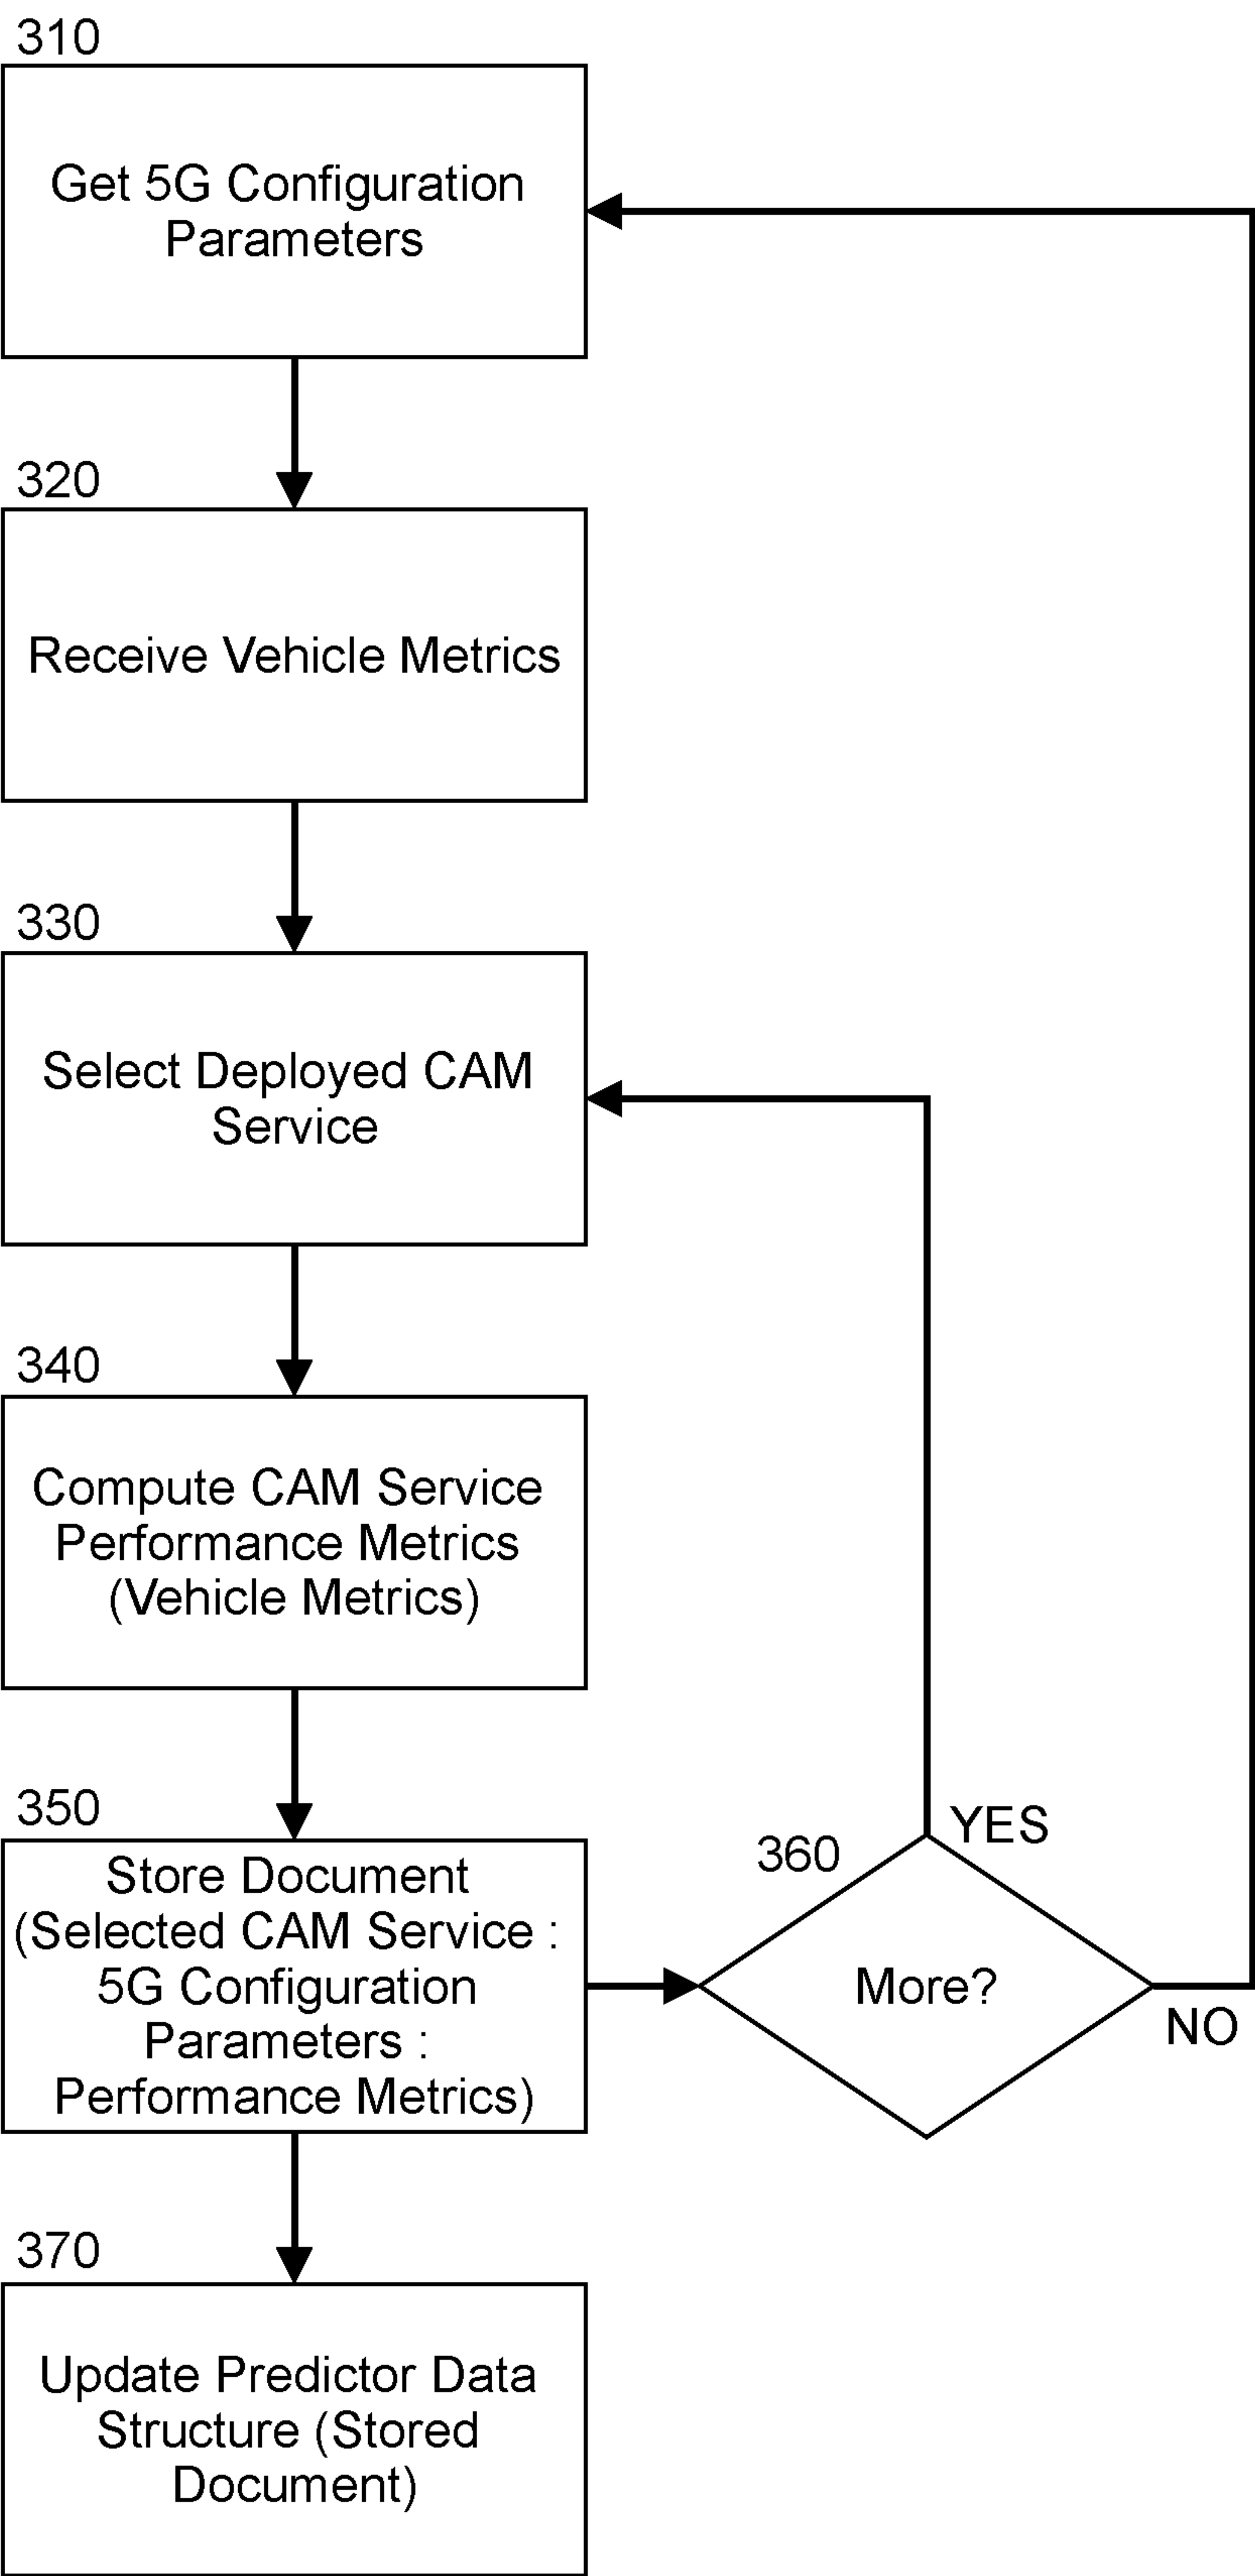 310
Get 5G Configuration
Parameters
320
Receive Vehicle Metrics
330
Select Deployed CAM
Service
340
Compute CAM Service
Performance Metrics
(Vehicle Metrics)
350
Store Document
(Selected CAM Service :
5G Configuration
Parameters :
Performance Metrics)
360
YES
More?
NO
370
Update Predictor Data
Structure (Stored
Document)